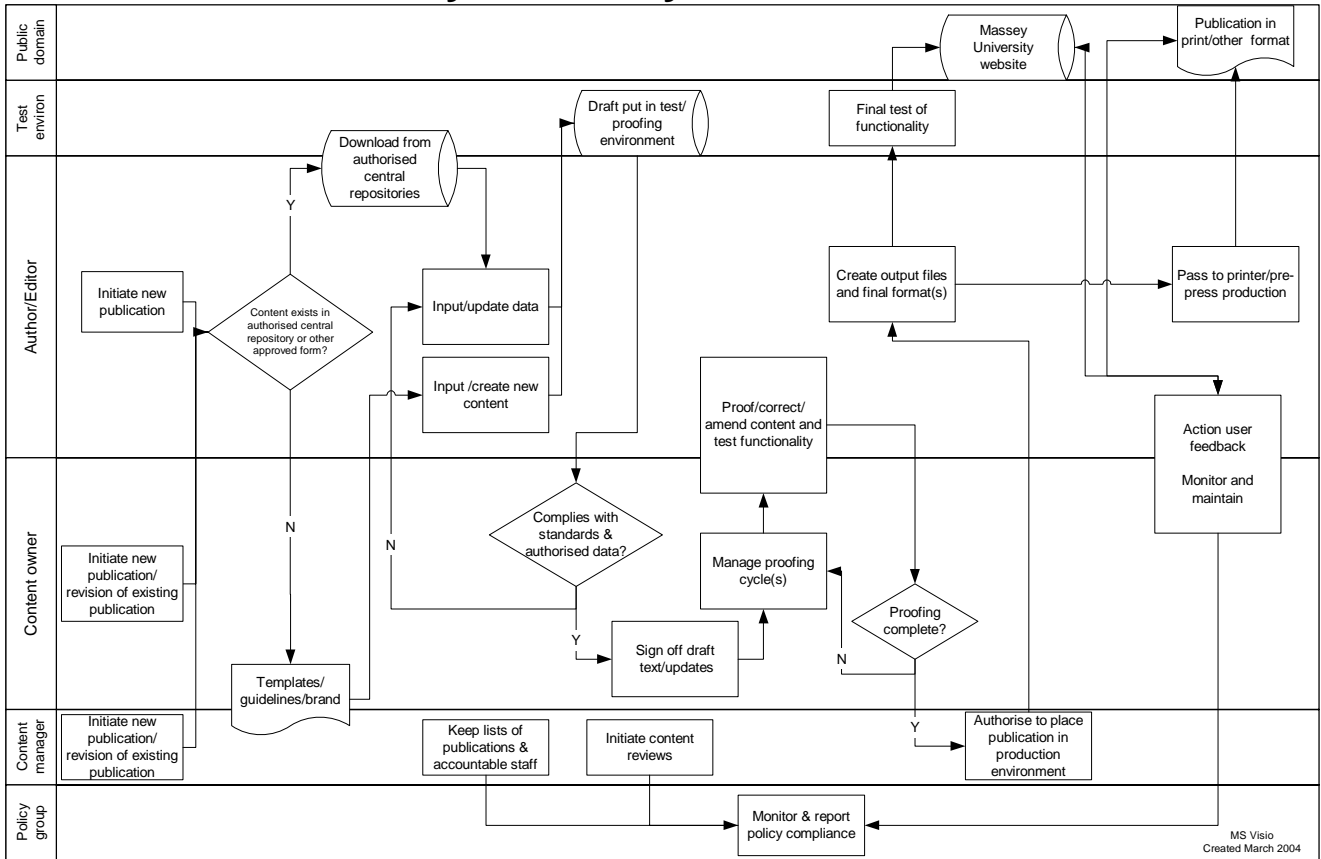 Public
domain
Massey
University
website
Publication in
print/other format
Test
environ
Draft put in test/
proofing
environment
Final test of
functionality
Download from
authorised
central
repositories
Y
Author/Editor
Initiate new
publication
Content exists in
authorised central
repository or other
approved form?
Input/update data
Input /create new
content
Create output files
and final format(s)
Pass to printer/pre-
press production
Proof/correct/
amend content and
test functionality
Action user
feedback
Monitor and
maintain
Content owner
N
N
Complies with
standards &
authorised data?
Manage proofing
cycle(s)
Initiate new
publication/
revision of existing
publication
Proofing
complete?
Y
Sign off draft
text/updates
N
Templates/
guidelines/brand
Content
manager
Initiate new
publication/
revision of existing
publication
Keep lists of
publications &
accountable staff
Initiate content
reviews
Y
Authorise to place
publication in
production
environment
Policy
group
Monitor & report
policy compliance
MS Visio
Created March 2004